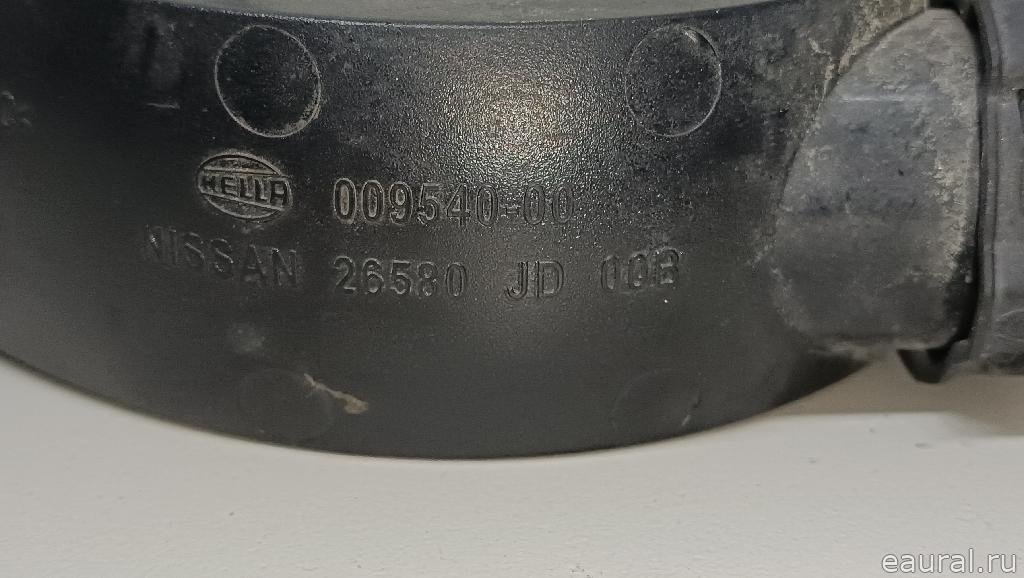 HELLA 009540-00
NISSAN 26580 JD 00B
eaural.ru